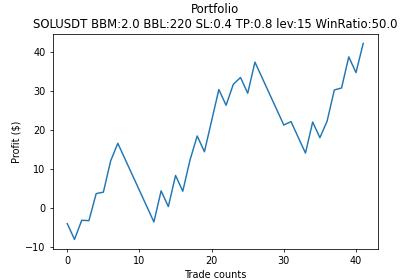 Portfolio
SOLUSDT BBM:2.0 BBL:220 SL:0.4 TP:0.8 lev:15 WinRatio:50.0
40
30
20
10
0
−10
Profit ($)
0 10 20 30 40
Trade counts